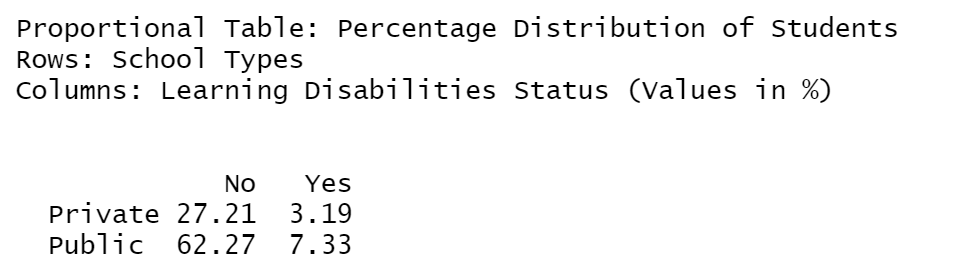 Proportional Table: Percentage Distribution of Students
Rows: School Types
Columns: Learning Disabilities Status (Values in %)
No Yes
Private 27.21 3.19
Public 62.27 7.33